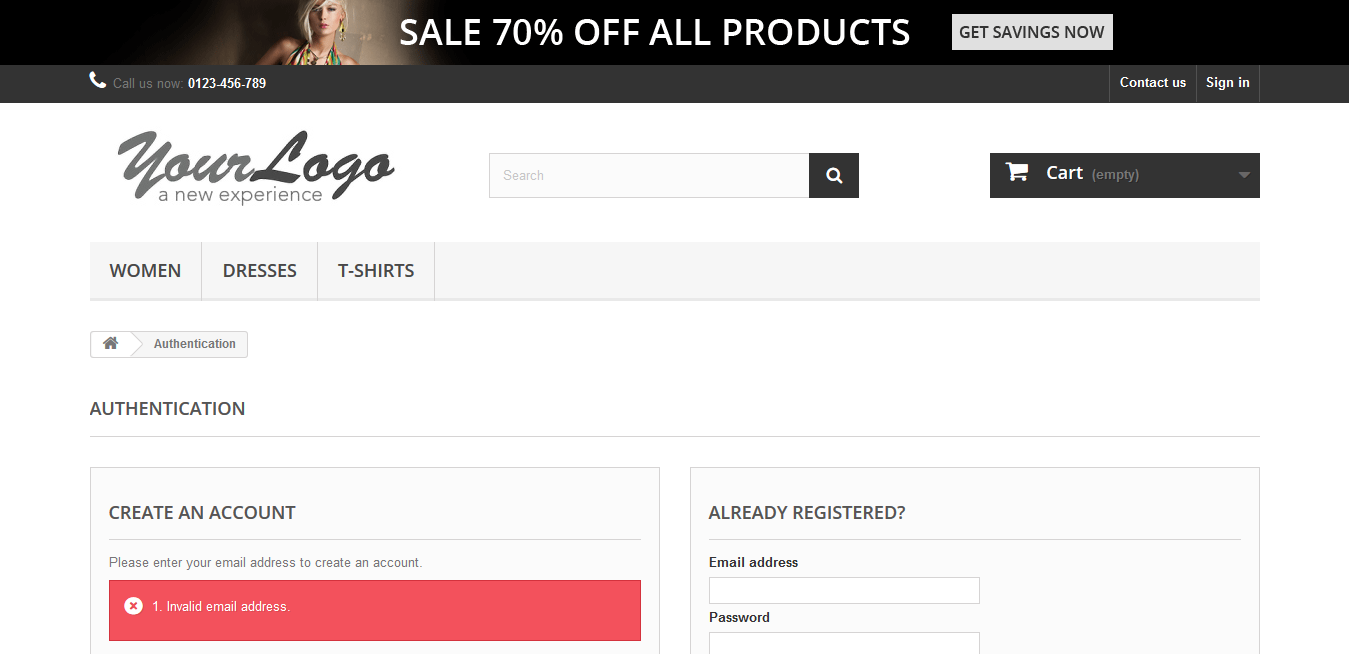 SALE 70% OFF ALL PRODUCTS GET SAVINGS NOW
Call us now: 0123-456-789 Contact us Sign in
YourLogo
a new experience
Search
Cart (empty)
WOMEN DRESSES T-SHIRTS
Authentication
AUTHENTICATION
CREATE AN ACCOUNT
Please enter your email address to create an account.
1. Invalid email address.
ALREADY REGISTERED?
Email address
Password